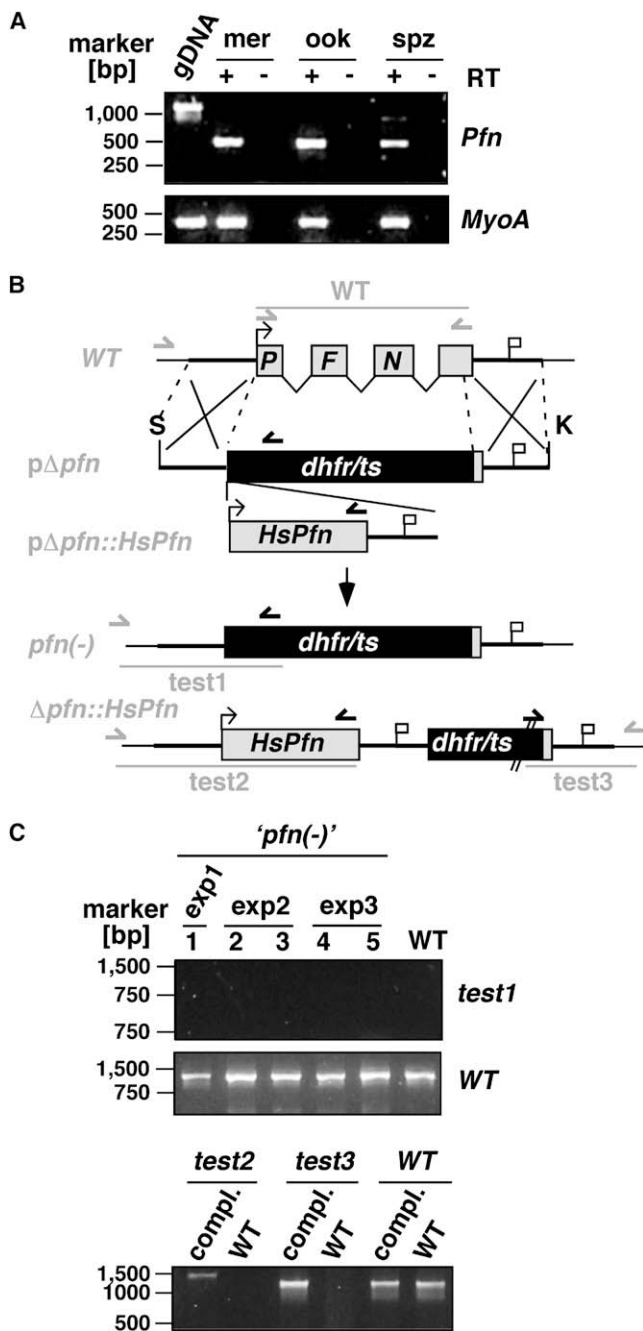 A
marker
[bp]
gDNA
mer
ook
spz
+ - + - + - RT
1,000
500
250
Pfn
500
250
MyoA
B
WT
WT
P F N
S K
pΔpfn
dhfr/ts
pΔpfn::HsPfn
HsPfn
pfn(-)
dhfr/ts
test1
Δpfn::HsPfn
HsPfn
dhfr/ts
test2
test3
C
'pfn(-)'
marker
[bp]
exp1 exp2 exp3
1 2 3 4 5 WT
1,500
750
750
test1
1,500
750
WT
test2 test3 WT
compl. WT compl. WT compl. WT
1,500
1000
500